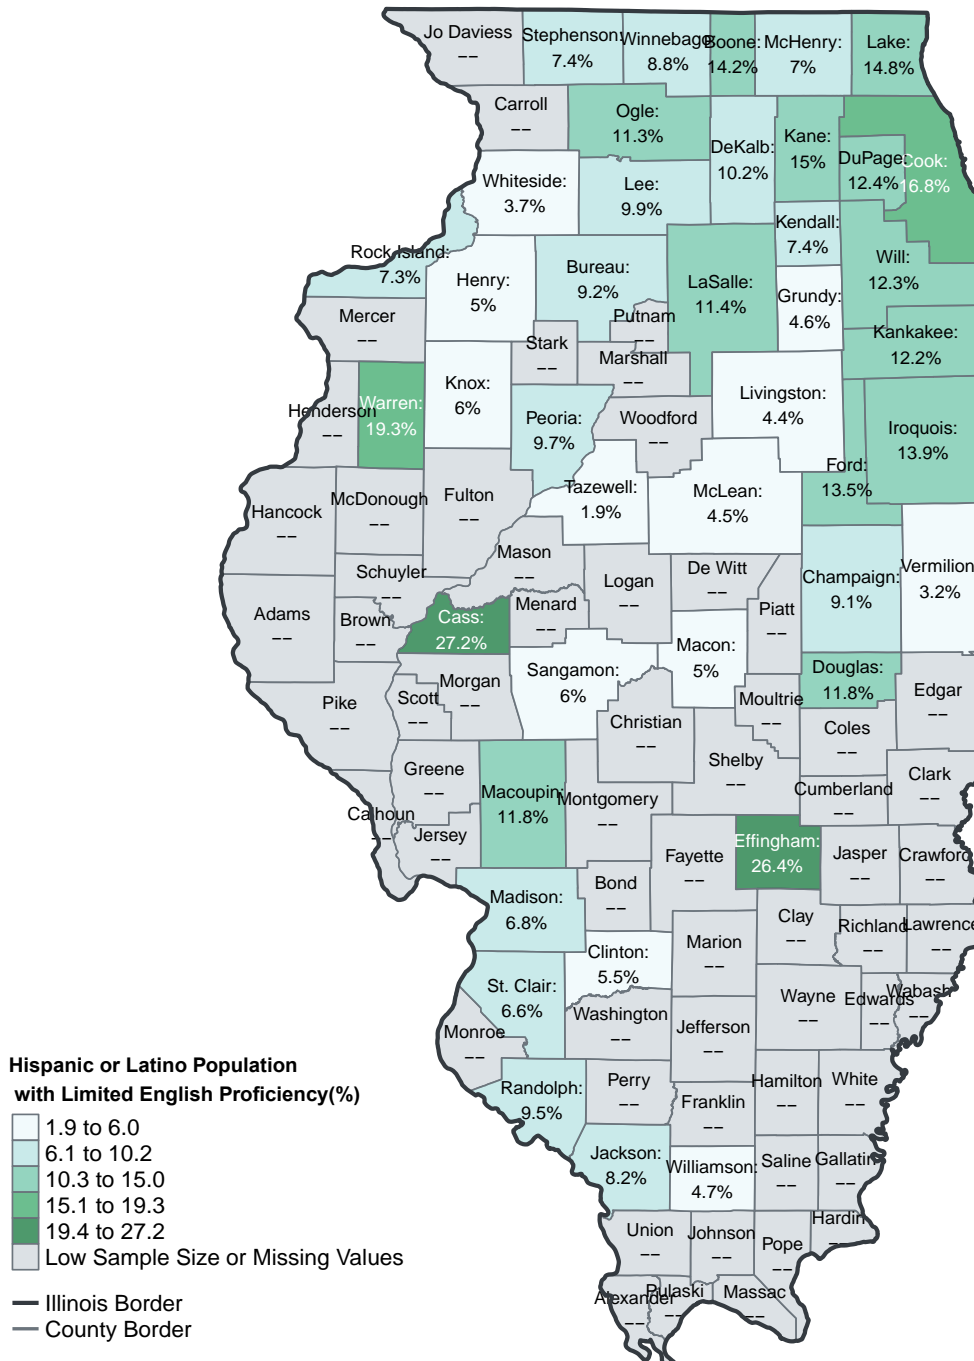 Jo Daviess
--
Stephenson:
7.4%
Winnebago:
8.8%
Boone:
14.2%
McHenry:
7%
Lake:
14.8%
Carroll
--
Ogle:
11.3%
DeKalb:
10.2%
Kane:
15%
DuPage:
12.4%
Cook:
16.8%
Whiteside:
3.7%
Lee:
9.9%
Kendall:
7.4%
Will:
12.3%
Rock Island:
7.3%
Henry:
5%
Bureau:
9.2%
LaSalle:
11.4%
Grundy:
4.6%
Mercer
--
Putnam
--
Kankakee:
12.2%
Stark
--
Marshall
--
Henderson
--
Warren:
19.3%
Knox:
6%
Peoria:
9.7%
Woodford
--
Livingston:
4.4%
Iroquois:
13.9%
Ford:
13.5%
Hancock
--
McDonough
--
Fulton
--
Tazewell:
1.9%
McLean:
4.5%
Mason
--
Schuyler
--
Logan
--
De Witt
--
Champaign:
9.1%
Vermilion:
3.2%
Adams
--
Brown
--
Cass:
27.2%
Menard
--
Piatt
--
Macon:
5%
Sangamon:
6%
Douglas:
11.8%
Pike
--
Scott
--
Morgan
--
Christian
--
Moultrie
--
Coles
--
Edgar
--
Shelby
--
Greene
--
Macoupin:
11.8%
Montgomery
--
Cumberland
--
Clark
--
Calhoun
--
Jersey
--
Fayette
--
Effingham:
26.4%
Jasper
--
Crawford
--
Bond
--
Madison:
6.8%
Clay
--
Richland
--
Lawrence
--
Clinton:
5.5%
Marion
--
St. Clair:
6.6%
Wayne
--
Edwards
--
Wabash
--
Monroe
--
Washington
--
Jefferson
--
Randolph:
9.5%
Perry
--
Hamilton
--
White
--
Franklin
--
Jackson:
8.2%
Williamson:
4.7%
Saline
--
Gallatin
--
Union
--
Johnson
--
Pope
--
Hardin
--
Alexander
--
Pulaski
--
Massac
--
Hispanic or Latino Population
with Limited English Proficiency(%)
1.9 to 6.0
6.1 to 10.2
10.3 to 15.0
15.1 to 19.3
19.4 to 27.2
Low Sample Size or Missing Values
Illinois Border
County Border